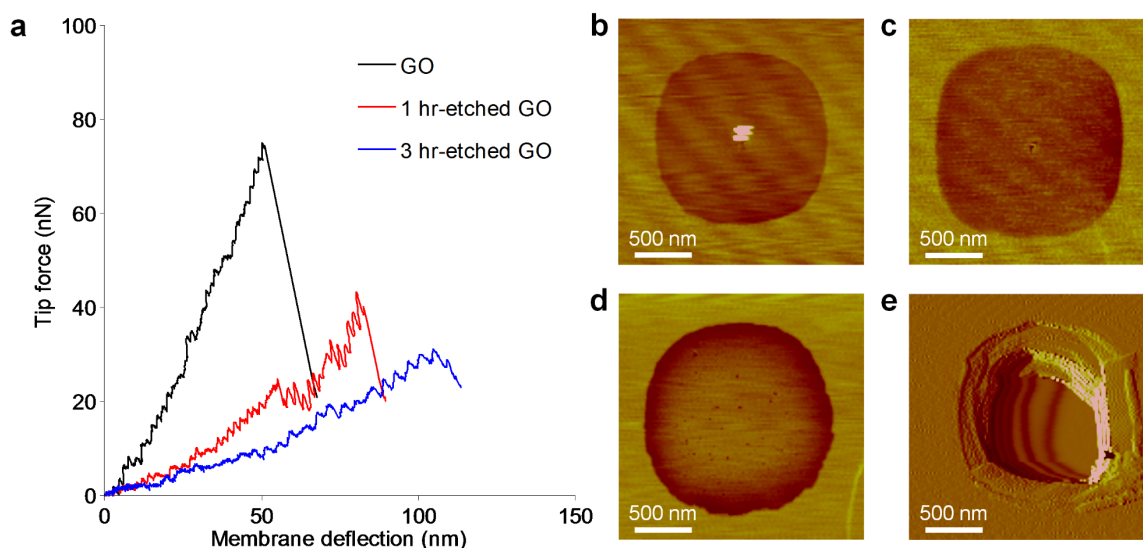 a
100
80
60
40
20
0
Tip force (nN)
GO
1 hr-etched GO
3 hr-etched GO
0
50
100
150
Membrane deflection (nm)
b
500 nm
c
500 nm
d
500 nm
e
500 nm